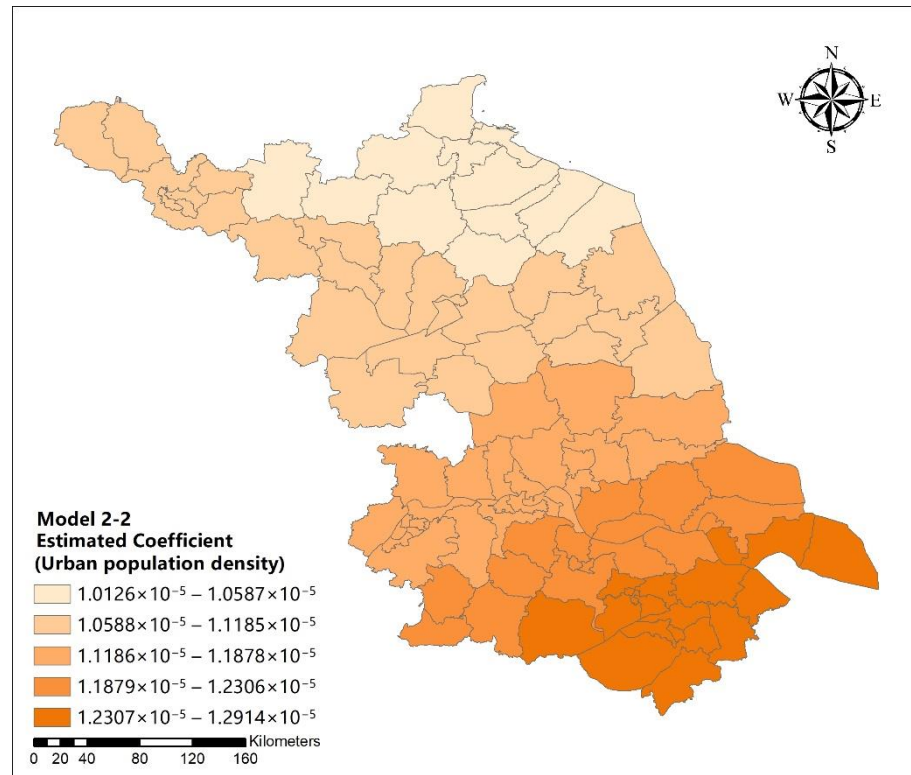 N
W E
S
Model 2-2
Estimated Coefficient
(Urban population density)
1.0126×10⁻⁵ – 1.0587×10⁻⁵
1.0588×10⁻⁵ – 1.1185×10⁻⁵
1.1186×10⁻⁵ – 1.1878×10⁻⁵
1.1879×10⁻⁵ – 1.2306×10⁻⁵
1.2307×10⁻⁵ – 1.2914×10⁻⁵
Kilometers
0 20 40 80 120 160